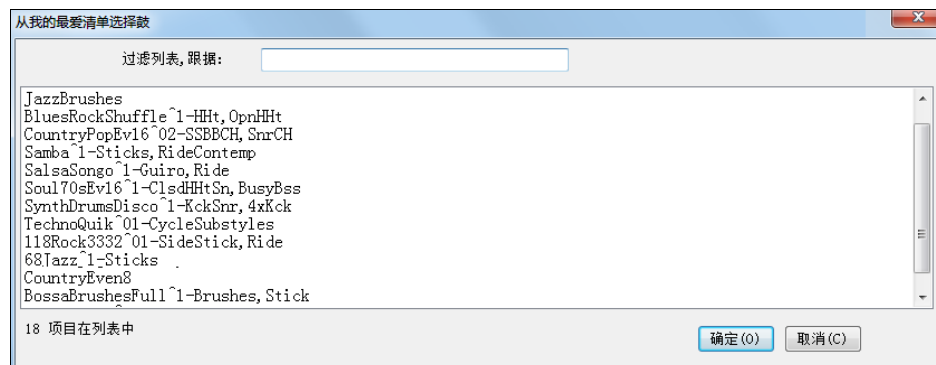 从我的最爱清单选择鼓
过滤列表,跟据:
JazzBrushes
BluesRockShuffle^1-HHt,OpnHHt
CountryPopEv16^02-SSBBCH,SnrCH
Samba^1-Sticks,RideContemp
SalsaSongo^1-Guiro,Ride
Soul70sEv16^1-ClsdHHtSn,BusyBss
SynthDrumsDisco^1-KckSnr,4xKck
TechnoQuik^01-CycleSubstyles
118Rock3332^01-SideStick,Ride
68Jazz^1-Sticks
CountryEven8
BossaBrushesFull^1-Brushes,Stick
18 项目在列表中
确定(O) 取消(C)